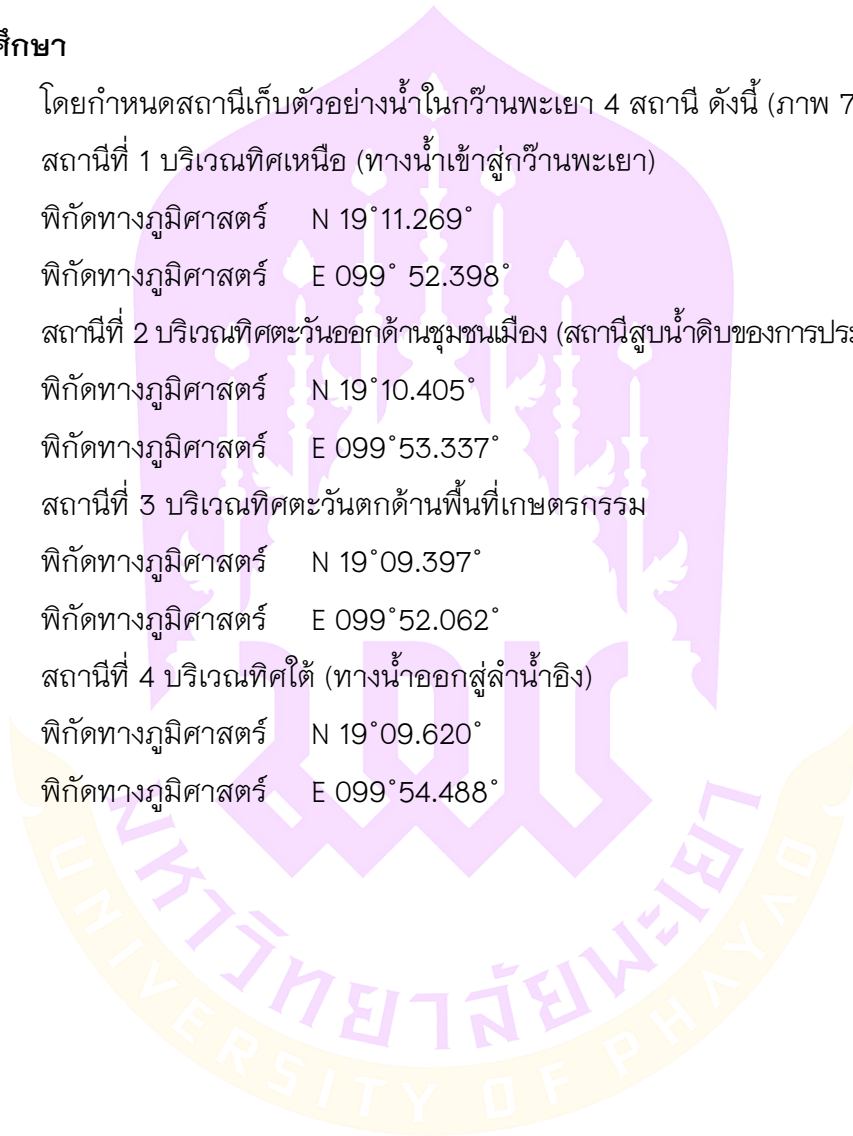 ศึกษา
โดยกำหนดสถานีเก็บตัวอย่างน้ำในกว๊านพะเยา 4 สถานี ดังนี้ (ภาพ 7
สถานีที่ 1 บริเวณทิศเหนือ (ทางน้ำเข้าสู่กว๊านพะเยา)
พิกัดทางภูมิศาสตร์ N 19°11.269°
พิกัดทางภูมิศาสตร์ E 099° 52.398°
สถานีที่ 2 บริเวณทิศตะวันออกด้านชุมชนเมือง (สถานีสูบน้ำดิบของการประ
พิกัดทางภูมิศาสตร์ N 19°10.405°
พิกัดทางภูมิศาสตร์ E 099°53.337°
สถานีที่ 3 บริเวณทิศตะวันตกด้านพื้นที่เกษตรกรรม
พิกัดทางภูมิศาสตร์ N 19°09.397°
พิกัดทางภูมิศาสตร์ E 099°52.062°
สถานีที่ 4 บริเวณทิศใต้ (ทางน้ำออกสู่ลำน้ำอิง)
พิกัดทางภูมิศาสตร์ N 19°09.620°
พิกัดทางภูมิศาสตร์ E 099°54.488°
มหาวิทยาลัยพะเยา
UNIVERSITY OF PHAYAO